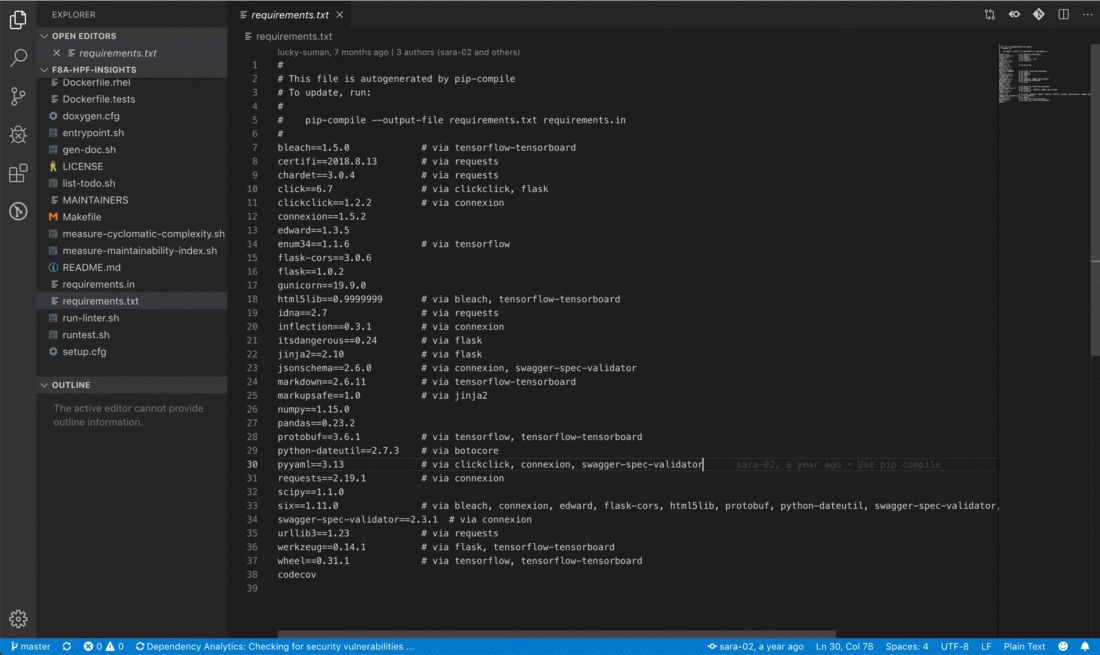 EXPLORER
OPEN EDITORS
requirements.txt
F8A-HPF-INSIGHTS
Dockerfile.rhel
Dockerfile.tests
doxygen.cfg
entrypoint.sh
gen-doc.sh
LICENSE
list-todo.sh
MAINTAINERS
Makefile
measure-cyclomatic-complexity.sh
measure-maintainability-index.sh
README.md
requirements.in
requirements.txt
run-linter.sh
runtest.sh
setup.cfg
OUTLINE
The active editor cannot provide
outline information.
requirements.txt
requirements.txt
lucky-suman, 7 months ago | 3 authors (sara-02 and others)
1 #
2 # This file is autogenerated by pip-compile
3 # To update, run:
4 #
5 #    pip-compile --output-file requirements.txt requirements.in
6 #
7 bleach==1.5.0 # via tensorflow-tensorboard
8 certifi==2018.8.13 # via requests
9 chardet==3.0.4 # via requests
10 click==6.7 # via clickclick, flask
11 clickclick==1.2.2 # via connexion
12 connexion==1.5.2
13 edward==1.3.5
14 enum34==1.1.6 # via tensorflow
15 flask-cors==3.0.6
16 flask==1.0.2
17 gunicorn==19.9.0
18 html5lib==0.9999999 # via bleach, tensorflow-tensorboard
19 idna==2.7 # via requests
20 inflection==0.3.1 # via connexion
21 itsdangerous==0.24 # via flask
22 jinja2==2.10 # via flask
23 jsonschema==2.6.0 # via connexion, swagger-spec-validator
24 markdown==2.6.11 # via tensorflow-tensorboard
25 markupsafe==1.0 # via jinja2
26 numpy==1.15.0
27 pandas==0.23.2
28 protobuf==3.6.1 # via tensorflow, tensorflow-tensorboard
29 python-dateutil==2.7.3 # via botocore
30 pyyaml==3.13 # via clickclick, connexion, swagger-spec-validator sara-02, a year ago • Use pip compile
31 requests==2.19.1 # via connexion
32 scipy==1.1.0
33 six==1.11.0 # via bleach, connexion, edward, flask-cors, html5lib, protobuf, python-dateutil, swagger-spec-validator,
34 swagger-spec-validator==2.3.1 # via connexion
35 urllib3==1.23 # via requests
36 werkzeug==0.14.1 # via flask, tensorflow-tensorboard
37 wheel==0.31.1 # via tensorflow, tensorflow-tensorboard
38 codecov
39
master 0 0 Dependency Analytics: Checking for security vulnerabilities ... sara-02, a year ago Ln 30, Col 78 Spaces: 4 UTF-8 LF Plain Text